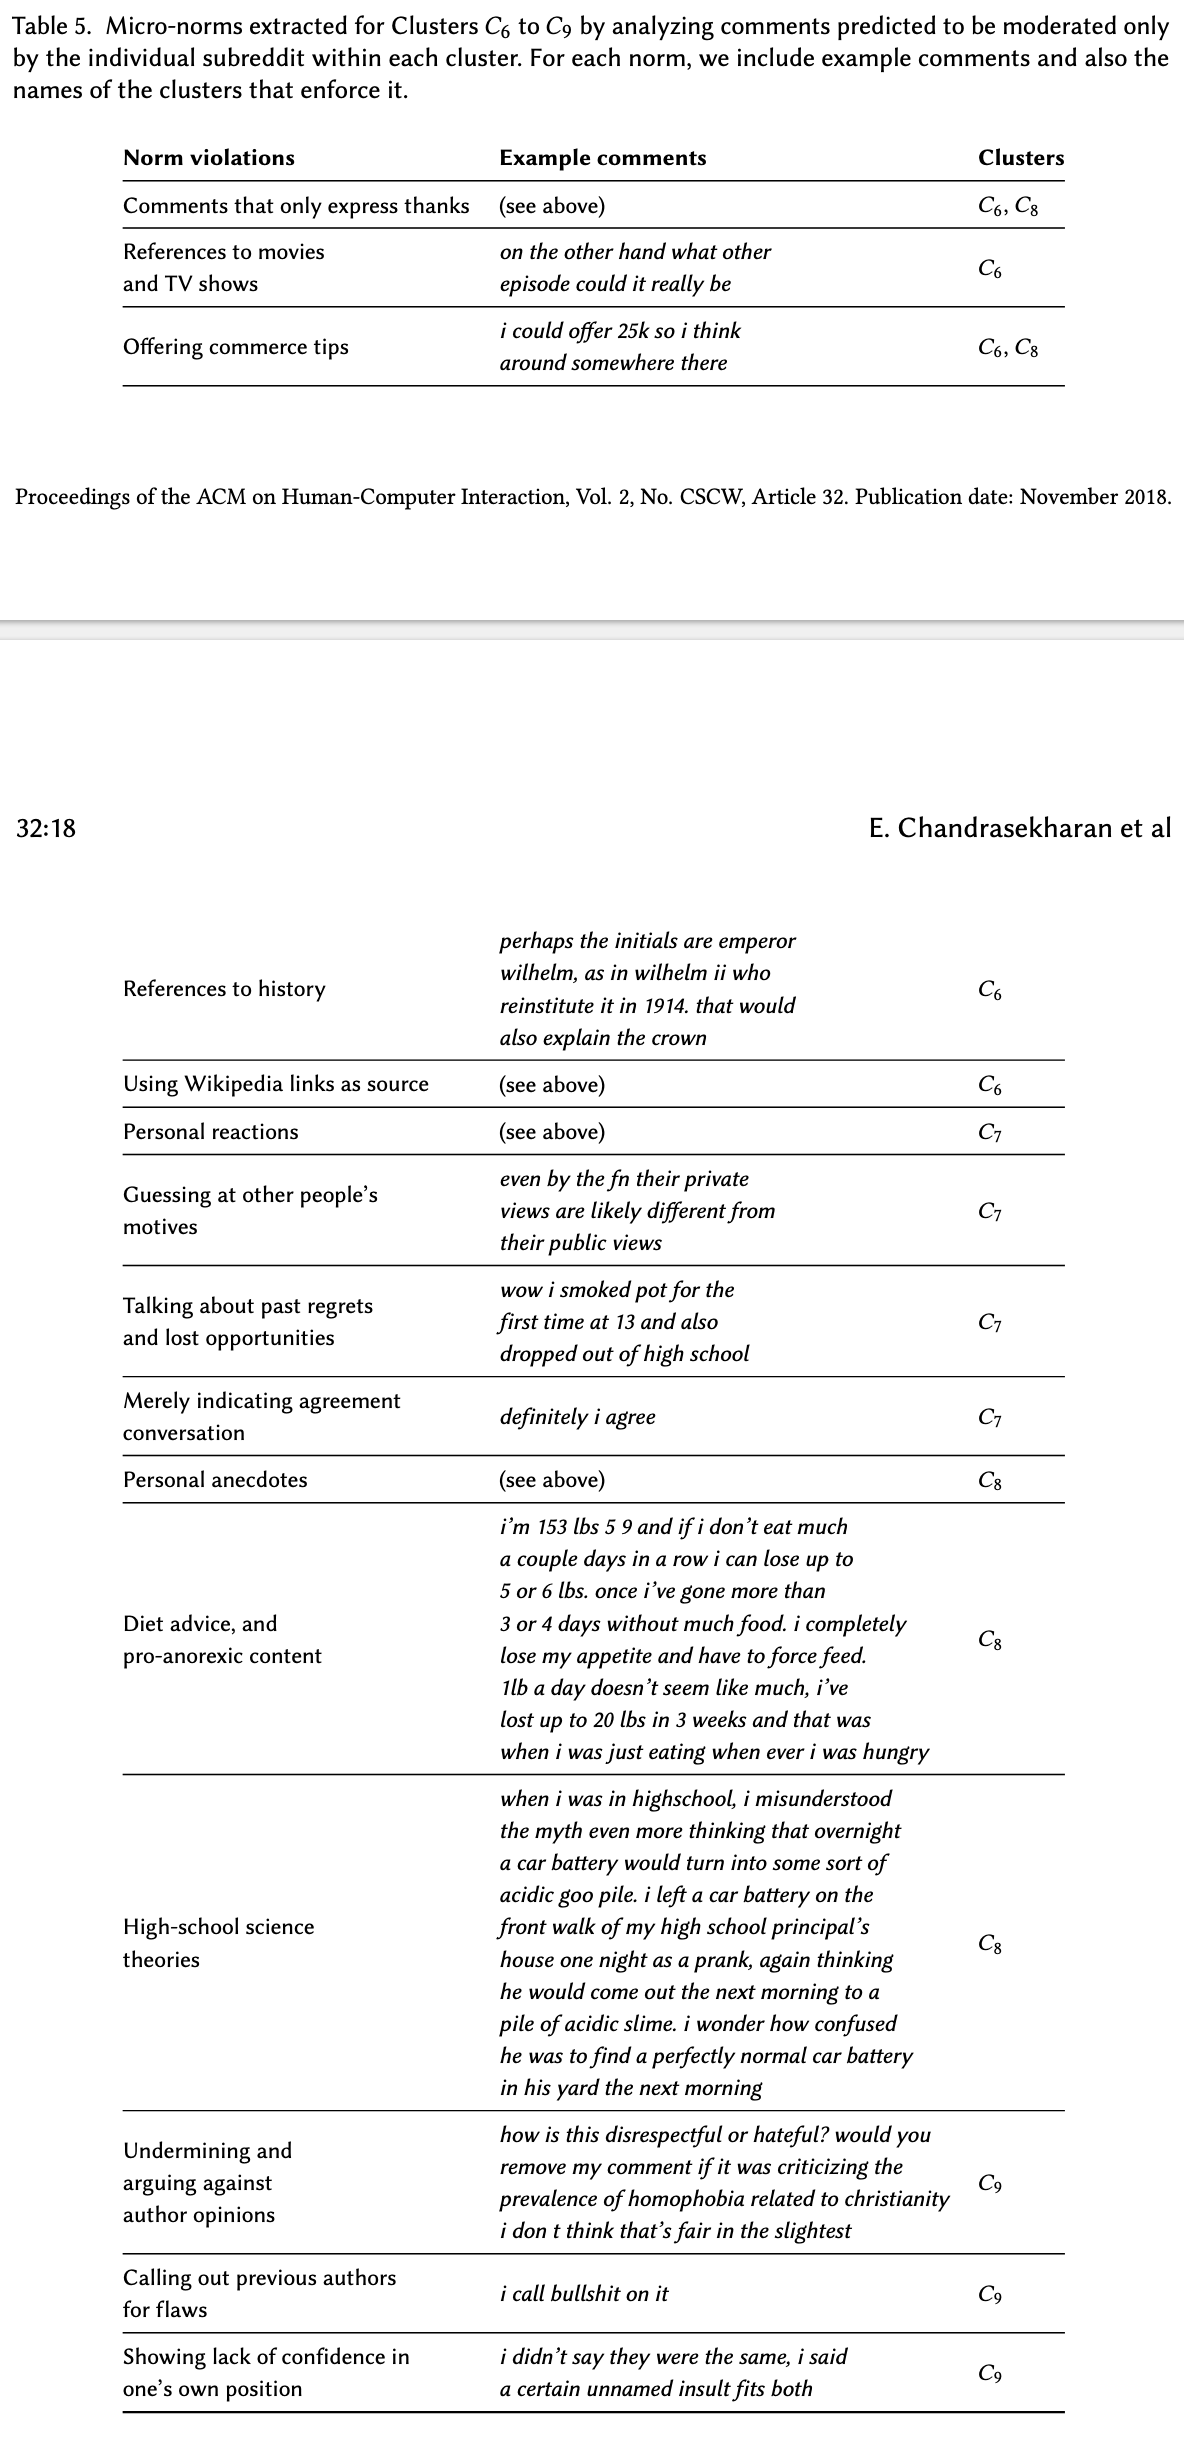 Table 5. Micro-norms extracted for Clusters C6 to C9 by analyzing comments predicted to be moderated only
by the individual subreddit within each cluster. For each norm, we include example comments and also the
names of the clusters that enforce it.
Norm violations Example comments Clusters
Comments that only express thanks (see above) C6, C8
References to movies
and TV shows
on the other hand what other
episode could it really be
C6
Offering commerce tips
i could offer 25k so i think
around somewhere there
C6, C8
Proceedings of the ACM on Human-Computer Interaction, Vol. 2, No. CSCW, Article 32. Publication date: November 2018.
32:18 E. Chandrasekharan et al
References to history
perhaps the initials are emperor
wilhelm, as in wilhelm ii who
reinstitute it in 1914. that would
also explain the crown
C6
Using Wikipedia links as source (see above) C6
Personal reactions (see above) C7
Guessing at other people's
motives
even by the fn their private
views are likely different from
their public views
C7
Talking about past regrets
and lost opportunities
wow i smoked pot for the
first time at 13 and also
dropped out of high school
C7
Merely indicating agreement
conversation
definitely i agree
C7
Personal anecdotes (see above) C8
Diet advice, and
pro-anorexic content
i'm 153 lbs 5 9 and if i don't eat much
a couple days in a row i can lose up to
5 or 6 lbs. once i've gone more than
3 or 4 days without much food. i completely
lose my appetite and have to force feed.
1lb a day doesn't seem like much, i've
lost up to 20 lbs in 3 weeks and that was
when i was just eating when ever i was hungry
C8
High-school science
theories
when i was in highschool, i misunderstood
the myth even more thinking that overnight
a car battery would turn into some sort of
acidic goo pile. i left a car battery on the
front walk of my high school principal's
house one night as a prank, again thinking
he would come out the next morning to a
pile of acidic slime. i wonder how confused
he was to find a perfectly normal car battery
in his yard the next morning
C8
Undermining and
arguing against
author opinions
how is this disrespectful or hateful? would you
remove my comment if it was criticizing the
prevalence of homophobia related to christianity
i don t think that's fair in the slightest
C9
Calling out previous authors
for flaws
i call bullshit on it
C9
Showing lack of confidence in
one's own position
i didn't say they were the same, i said
a certain unnamed insult fits both
C9